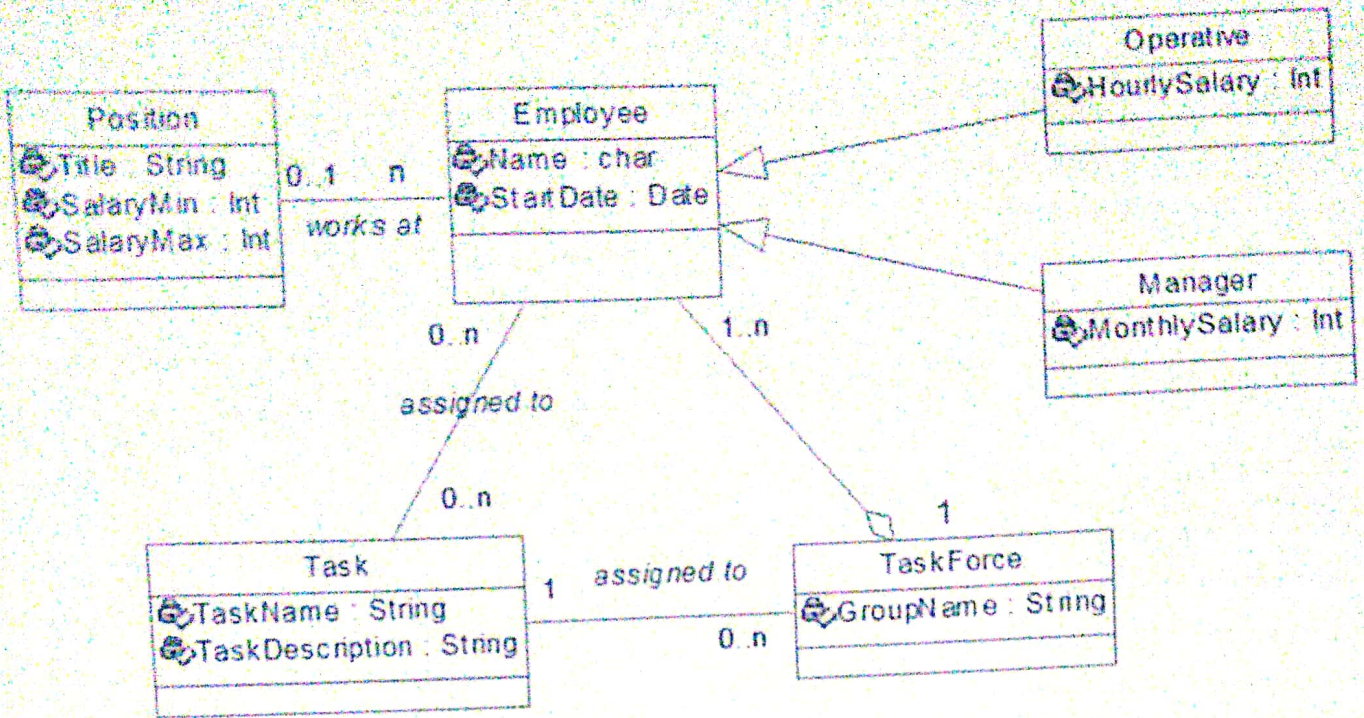 Operative
HourlySalary : Int
Position
Title : String
SalaryMin : Int
SalaryMax : Int
0..1
n
works at
Employee
Name : char
StartDate : Date
Manager
MonthlySalary : Int
0..n
assigned to
0..n
1..n
1
Task
TaskName : String
TaskDescription : String
1
assigned to
0..n
TaskForce
GroupName : String